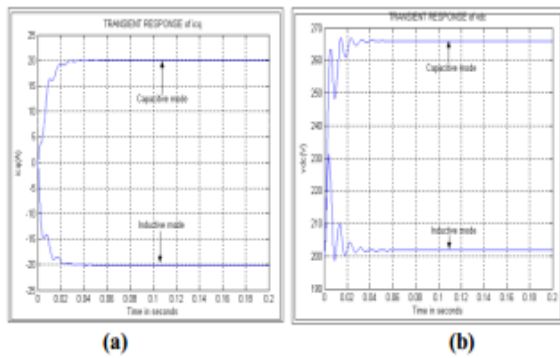 TRANSIENT RESPONSE of icq
25
20
15
10
5
0
-5
-10
-15
-20
-25
icq(A)
Capacitive mode
Inductive mode
0 0.02 0.04 0.06 0.08 0.1 0.12 0.14 0.16 0.18 0.2
Time in seconds
(a)
TRANSIENT RESPONSE of vdc
270
260
250
240
230
220
210
200
190
vdc(V)
Capacitive mode
Inductive mode
0 0.02 0.04 0.06 0.08 0.1 0.12 0.14 0.16 0.18 0.2
Time in seconds
(b)